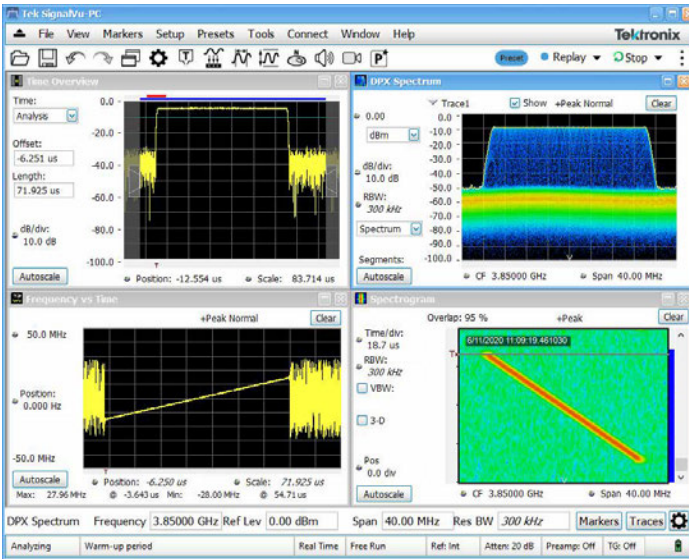 Tek SignalVu-PC
File View Markers Setup Presets Tools Connect Window Help
Tektronix
Preset Replay Stop
Time Overview
Time:
Analysis
Offset:
-6.251 us
Length:
71.925 us
dB/div:
10.0 dB
Autoscale
0.0
-20.0
-40.0
-60.0
-80.0
-100.0
T
Position: -12.554 us Scale: 83.714 us
DPX Spectrum
Trace1 Show +Peak Normal Clear
0.00
dBm
dB/div:
10.0 dB
RBW:
300 kHz
Spectrum
Segments:
Autoscale
0.0
-10.0
-20.0
-30.0
-40.0
-50.0
-60.0
-70.0
-80.0
-90.0
-100.0
CF 3.85000 GHz Span 40.00 MHz
Frequency vs Time
+Peak Normal Clear
50.0 MHz
Position:
0.000 Hz
-50.0 MHz
Autoscale
T
Position: -6.250 us Scale: 71.925 us
Max: 27.96 MHz @ -3.643 us Min: -28.00 MHz @ 54.71 us
Spectrogram
Overlap: 95 % +Peak Clear
Time/div:
18.7 us
RBW:
300 kHz
VBW:
3-D
Pos
0.0 div
Autoscale
6/11/2020 11:09:19.461030
T
CF 3.85000 GHz Span 40.00 MHz
DPX Spectrum Frequency 3.85000 GHz Ref Lev 0.00 dBm Span 40.00 MHz Res BW 300 kHz Markers Traces
Analyzing Warm-up period Real Time Free Run Ref: Int Atten: 20 dB Preamp: Off TG: Off